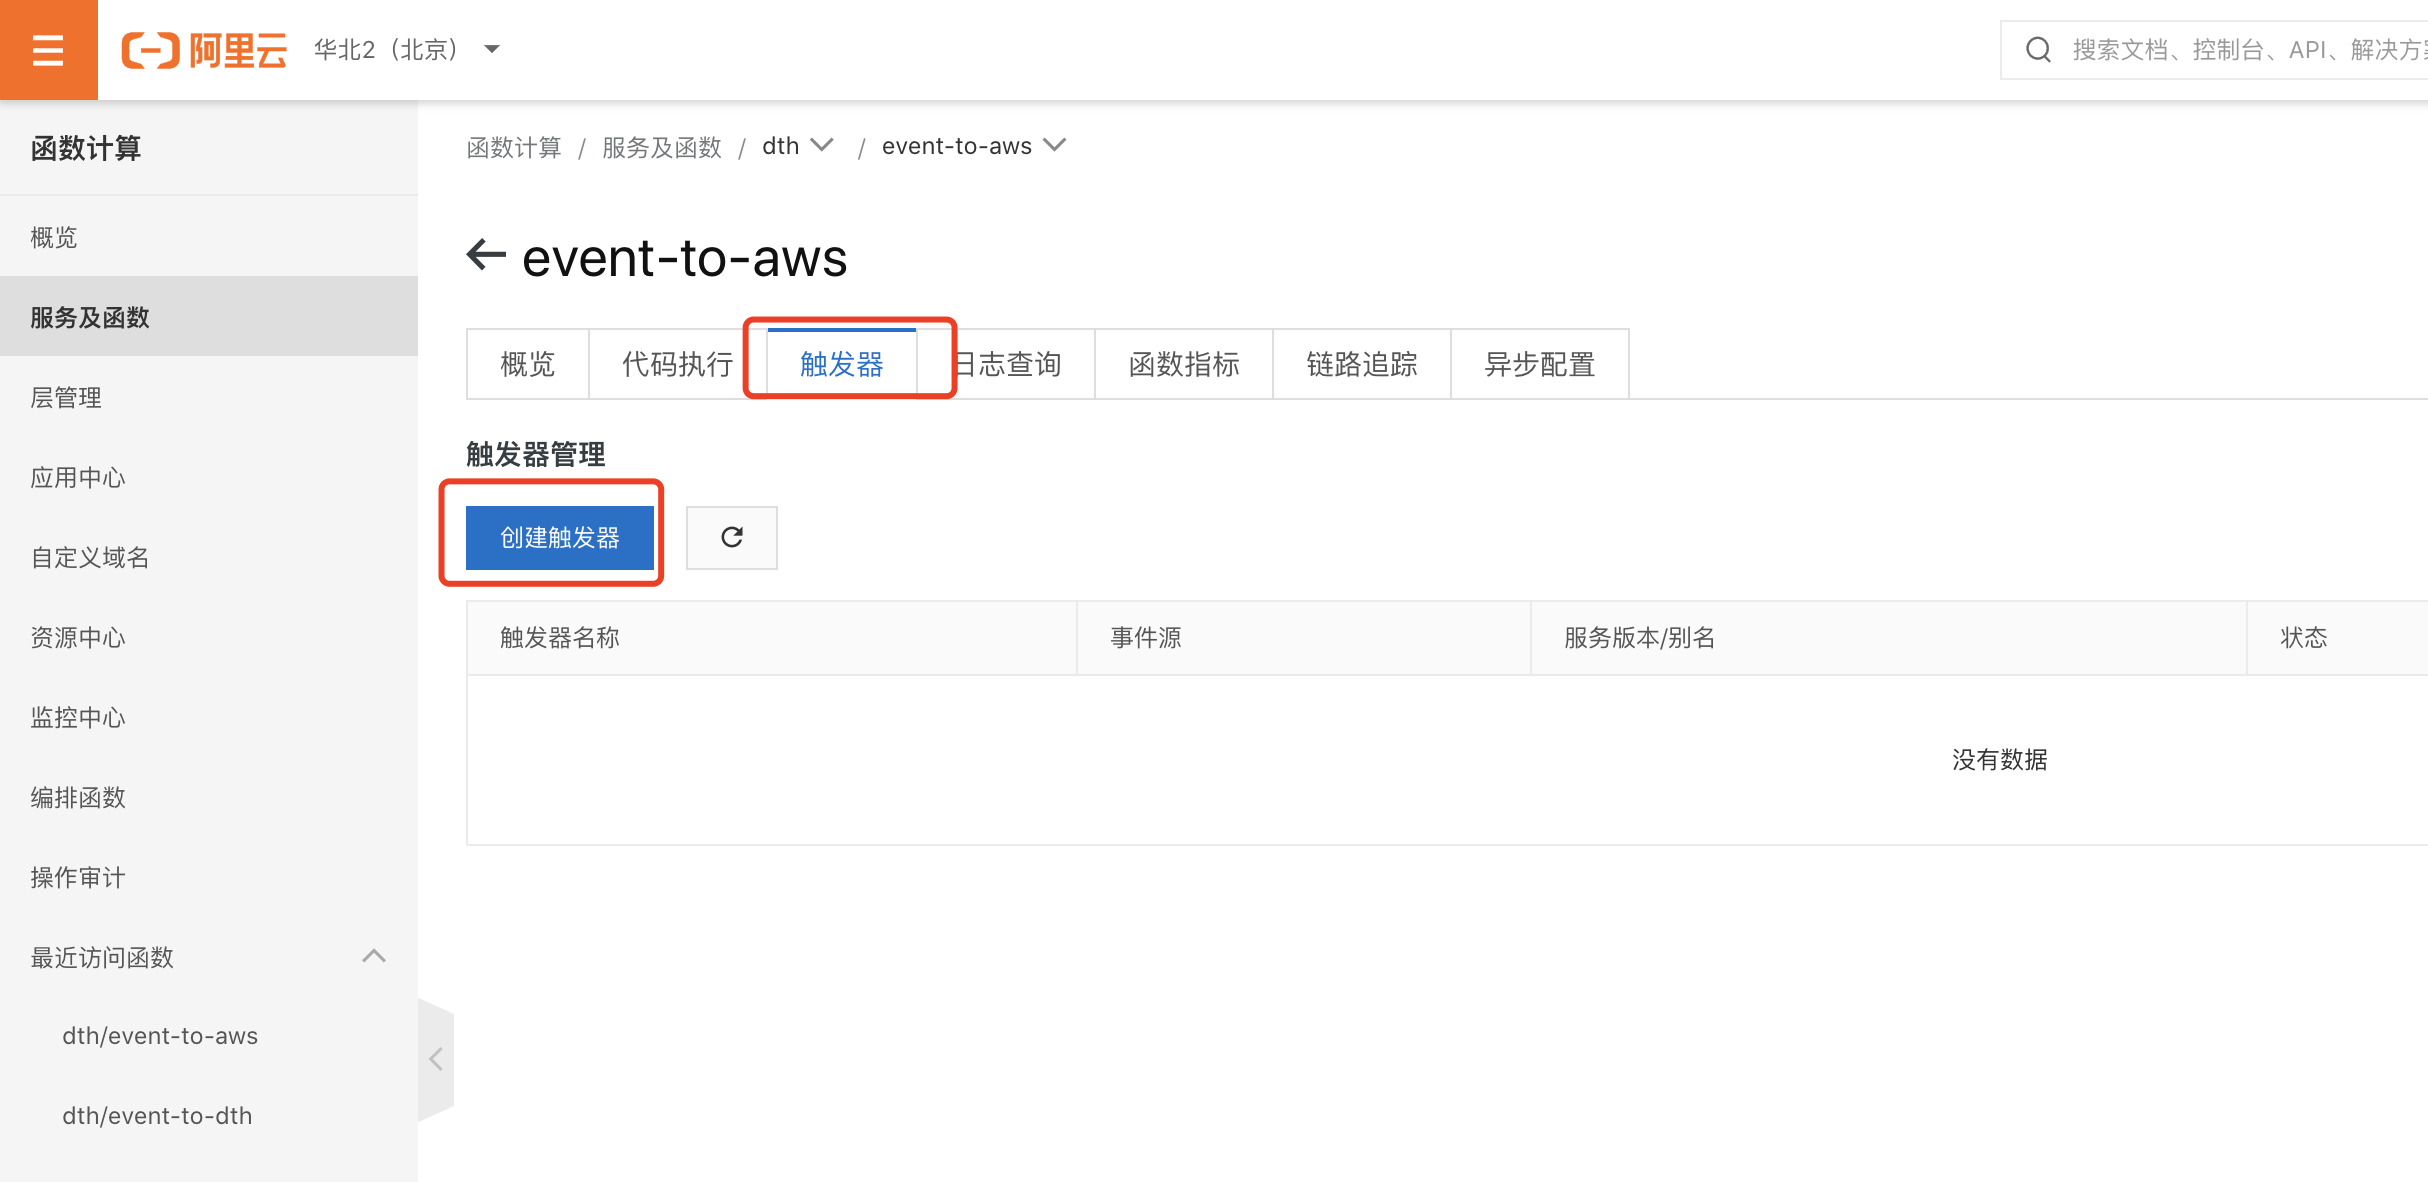 阿里云 华北2（北京） 搜索文档、控制台、API、解决方案
函数计算
概览
服务及函数
层管理
应用中心
自定义域名
资源中心
监控中心
编排函数
操作审计
最近访问函数
dth/event-to-aws
dth/event-to-dth
函数计算 / 服务及函数 / dth / event-to-aws
event-to-aws
概览 代码执行 触发器 日志查询 函数指标 链路追踪 异步配置
触发器管理
创建触发器
触发器名称 事件源 服务版本/别名 状态
没有数据